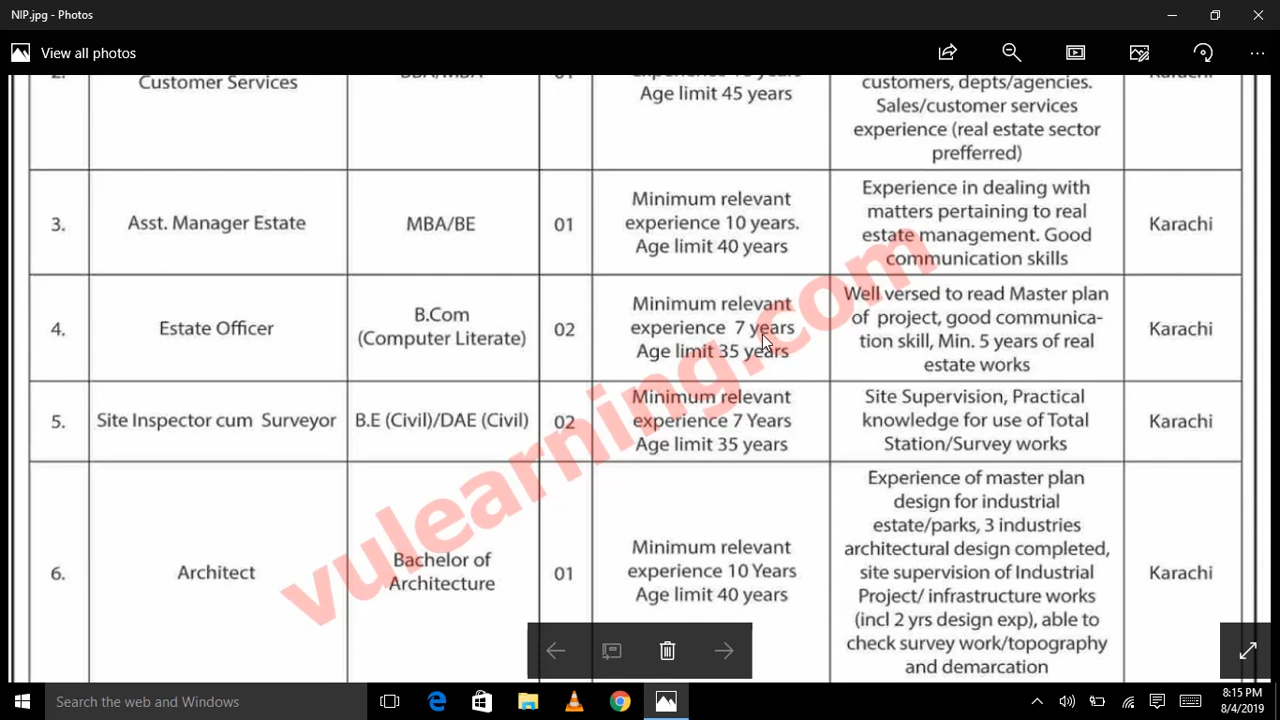 NIP.jpg - Photos
View all photos
Customer Services
Age limit 45 years
customers, depts/agencies.
Sales/customer services
experience (real estate sector
prefferred)
3.
Asst. Manager Estate
MBA/BE
01
Minimum relevant
experience 10 years.
Age limit 40 years
Experience in dealing with
matters pertaining to real
estate management. Good
communication skills
Karachi
4.
Estate Officer
B.Com
(Computer Literate)
02
Minimum relevant
experience 7 years
Age limit 35 years
Well versed to read Master plan
of project, good communica-
tion skill, Min. 5 years of real
estate works
Karachi
5.
Site Inspector cum Surveyor
B.E (Civil)/DAE (Civil)
02
Minimum relevant
experience 7 Years
Age limit 35 years
Site Supervision, Practical
knowledge for use of Total
Station/Survey works
Karachi
6.
Architect
Bachelor of
Architecture
01
Minimum relevant
experience 10 Years
Age limit 40 years
Experience of master plan
design for industrial
estate/parks, 3 industries
architectural design completed,
site supervision of Industrial
Project/ infrastructure works
(incl 2 yrs design exp), able to
check survey work/topography
and demarcation
Karachi
vulearning.com
Search the web and Windows
8:15 PM
8/4/2019